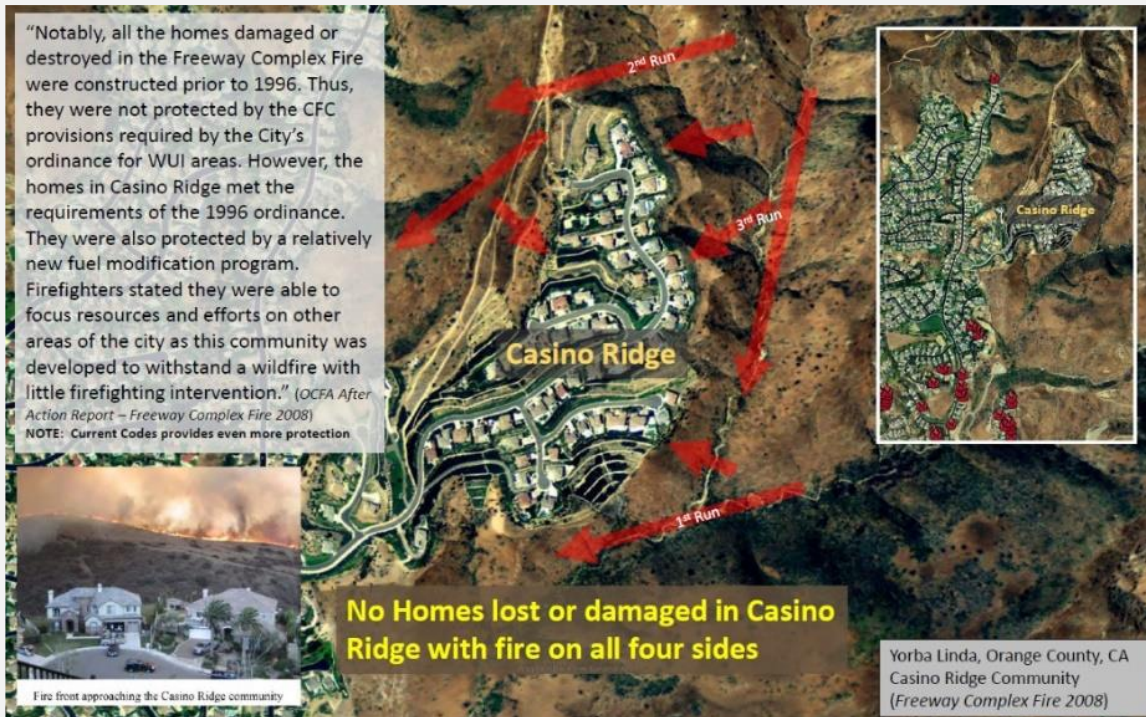 “Notably, all the homes damaged or
destroyed in the Freeway Complex Fire
were constructed prior to 1996. Thus,
they were not protected by the CFC
provisions required by the City’s
ordinance for WUI areas. However, the
homes in Casino Ridge met the
requirements of the 1996 ordinance.
They were also protected by a relatively
new fuel modification program.
Firefighters stated they were able to
focus resources and efforts on other
areas of the city as this community was
developed to withstand a wildfire with
little firefighting intervention.” (OCFA After
Action Report – Freeway Complex Fire 2008)
NOTE: Current Codes provides even more protection
2nd Run
3rd Run
Casino Ridge
1st Run
Casino Ridge
Fire front approaching the Casino Ridge community
No Homes lost or damaged in Casino
Ridge with fire on all four sides
Yorba Linda, Orange County, CA
Casino Ridge Community
(Freeway Complex Fire 2008)